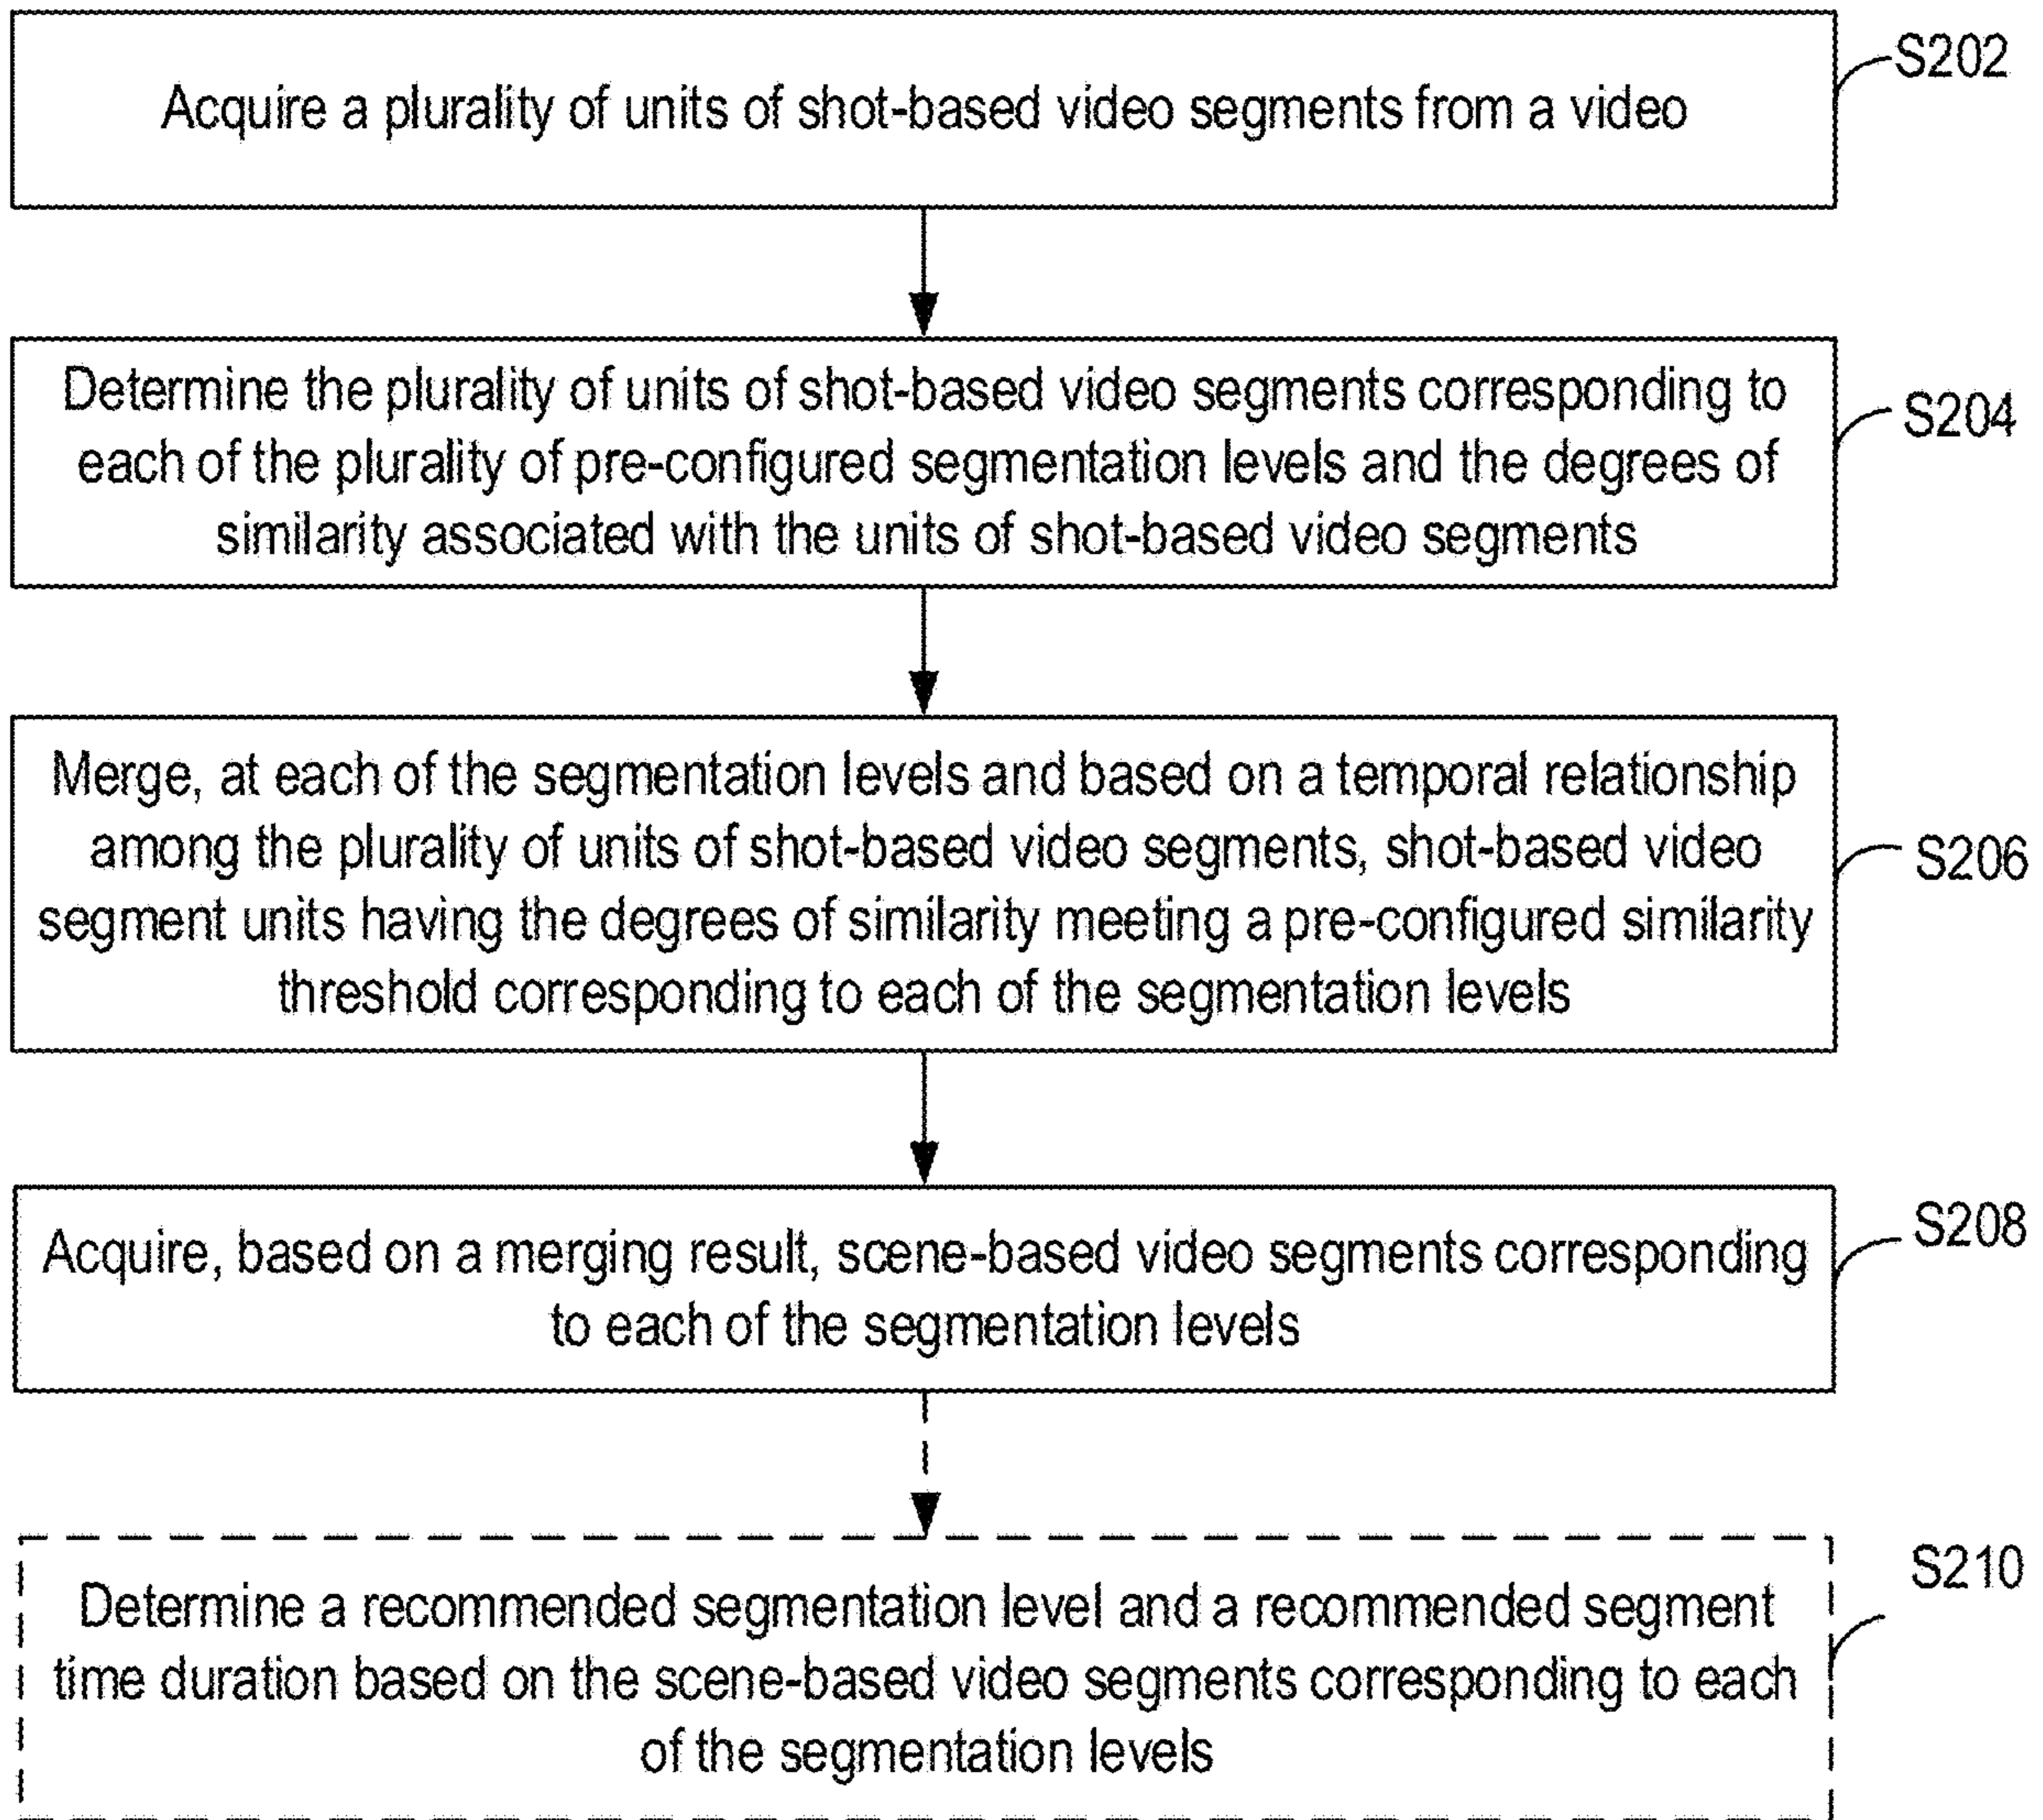 Acquire a plurality of units of shot-based video segments from a video
S202
Determine the plurality of units of shot-based video segments corresponding to
each of the plurality of pre-configured segmentation levels and the degrees of
similarity associated with the units of shot-based video segments
S204
Merge, at each of the segmentation levels and based on a temporal relationship
among the plurality of units of shot-based video segments, shot-based video
segment units having the degrees of similarity meeting a pre-configured similarity
threshold corresponding to each of the segmentation levels
S206
Acquire, based on a merging result, scene-based video segments corresponding
to each of the segmentation levels
S208
Determine a recommended segmentation level and a recommended segment
time duration based on the scene-based video segments corresponding to each
of the segmentation levels
S210